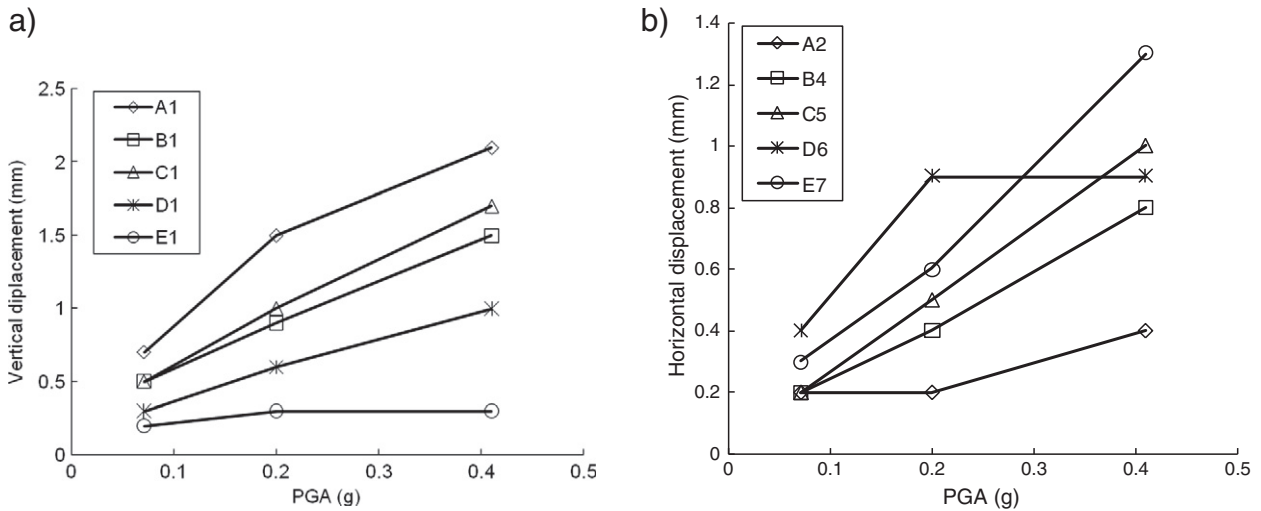 a)
Vertical diplacement (mm)
2.5
2
1.5
1
0.5
0
A1
B1
C1
D1
E1
0 0.1 0.2 0.3 0.4 0.5
PGA (g)
b)
Horizontal displacement (mm)
1.4
1.2
1
0.8
0.6
0.4
0.2
0
A2
B4
C5
D6
E7
0 0.1 0.2 0.3 0.4 0.5
PGA (g)